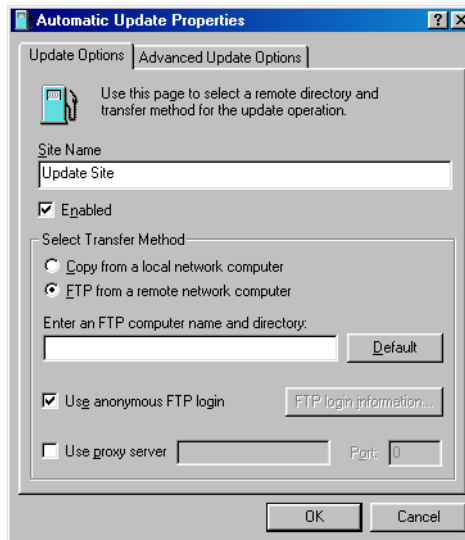 Automatic Update Properties
Update Options
Advanced Update Options
Use this page to select a remote directory and
transfer method for the update operation.
Site Name
Update Site
Enabled
Select Transfer Method
Copy from a local network computer
FTP from a remote network computer
Enter an FTP computer name and directory:
Default
Use anonymous FTP login
FTP login information...
Use proxy server
Port: 0
OK
Cancel